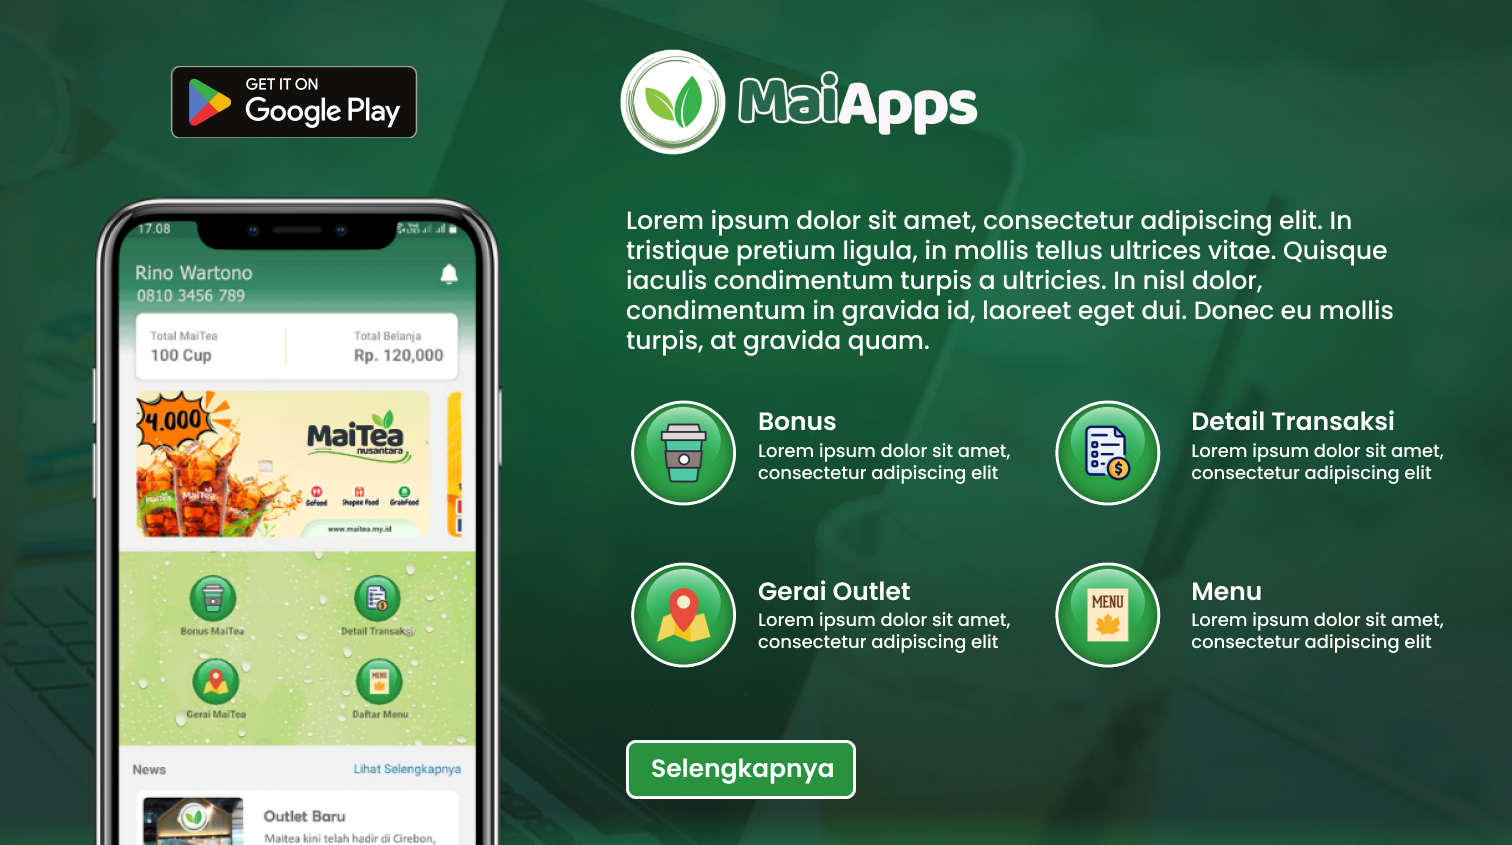 GET IT ON
Google Play
MaiApps
Lorem ipsum dolor sit amet, consectetur adipiscing elit. In
tristique pretium ligula, in mollis tellus ultrices vitae. Quisque
iaculis condimentum turpis a ultricies. In nisl dolor,
condimentum in gravida id, laoreet eget dui. Donec eu mollis
turpis, at gravida quam.
Bonus
Lorem ipsum dolor sit amet,
consectetur adipiscing elit
Detail Transaksi
Lorem ipsum dolor sit amet,
consectetur adipiscing elit
Gerai Outlet
Lorem ipsum dolor sit amet,
consectetur adipiscing elit
MENU
Menu
Lorem ipsum dolor sit amet,
consectetur adipiscing elit
Selengkapnya
17.08
Rino Wartono
0810 3456 789
Total MaiTea
100 Cup
Total Belanja
Rp. 120,000
4.000
MaiTea
nusantara
MaiTea
MaiTea
GoFood
Shopee Food
GrabFood
www.maitea.my.id
Bonus MaiTea
Detail Transaksi
MENU
Gerai MaiTea
Daftar Menu
News
Lihat Selengkapnya
Outlet Baru
Maitea kini telah hadir di Cirebon,